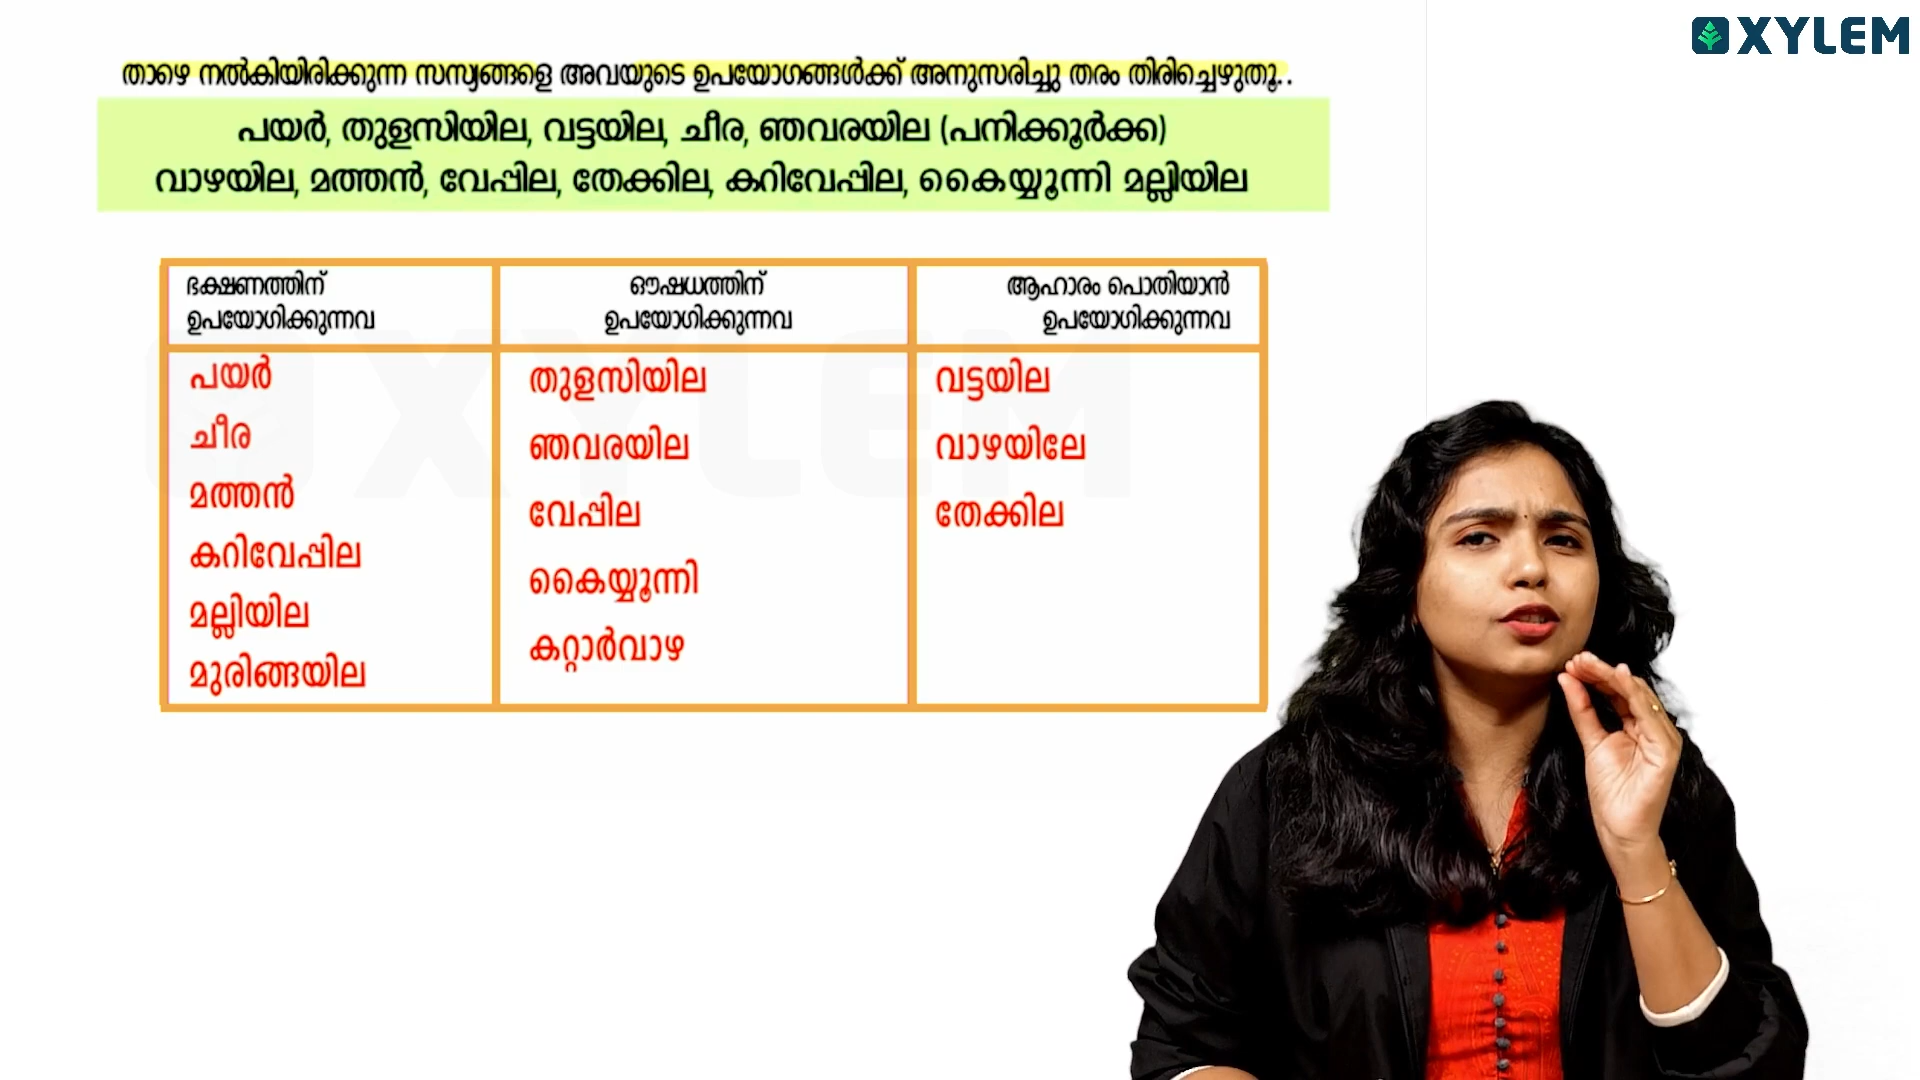 XYLEM
താഴെ നൽകിയിരിക്കുന്ന സസ്യങ്ങളെ അവയുടെ ഉപയോഗങ്ങൾക്ക് അനുസരിച്ചു തരം തിരിച്ചെഴുതൂ..
പയർ, തുളസിയില, വട്ടയില, ചീര, ഞവരയില (പനിക്കൂർക്ക)
വാഴയില, മത്തൻ, വേപ്പില, തേക്കില, കറിവേപ്പില, കൈയ്യൂന്നി മല്ലിയില
ഭക്ഷണത്തിന്
ഉപയോഗിക്കുന്നവ
പയർ
ചീര
മത്തൻ
കറിവേപ്പില
മല്ലിയില
മുരിങ്ങയില
ഔഷധത്തിന്
ഉപയോഗിക്കുന്നവ
തുളസിയില
ഞവരയില
വേപ്പില
കൈയ്യൂന്നി
കറ്റാർവാഴ
ആഹാരം പൊതിയാൻ
ഉപയോഗിക്കുന്നവ
വട്ടയില
വാഴയിലേ
തേക്കില
XYLEM